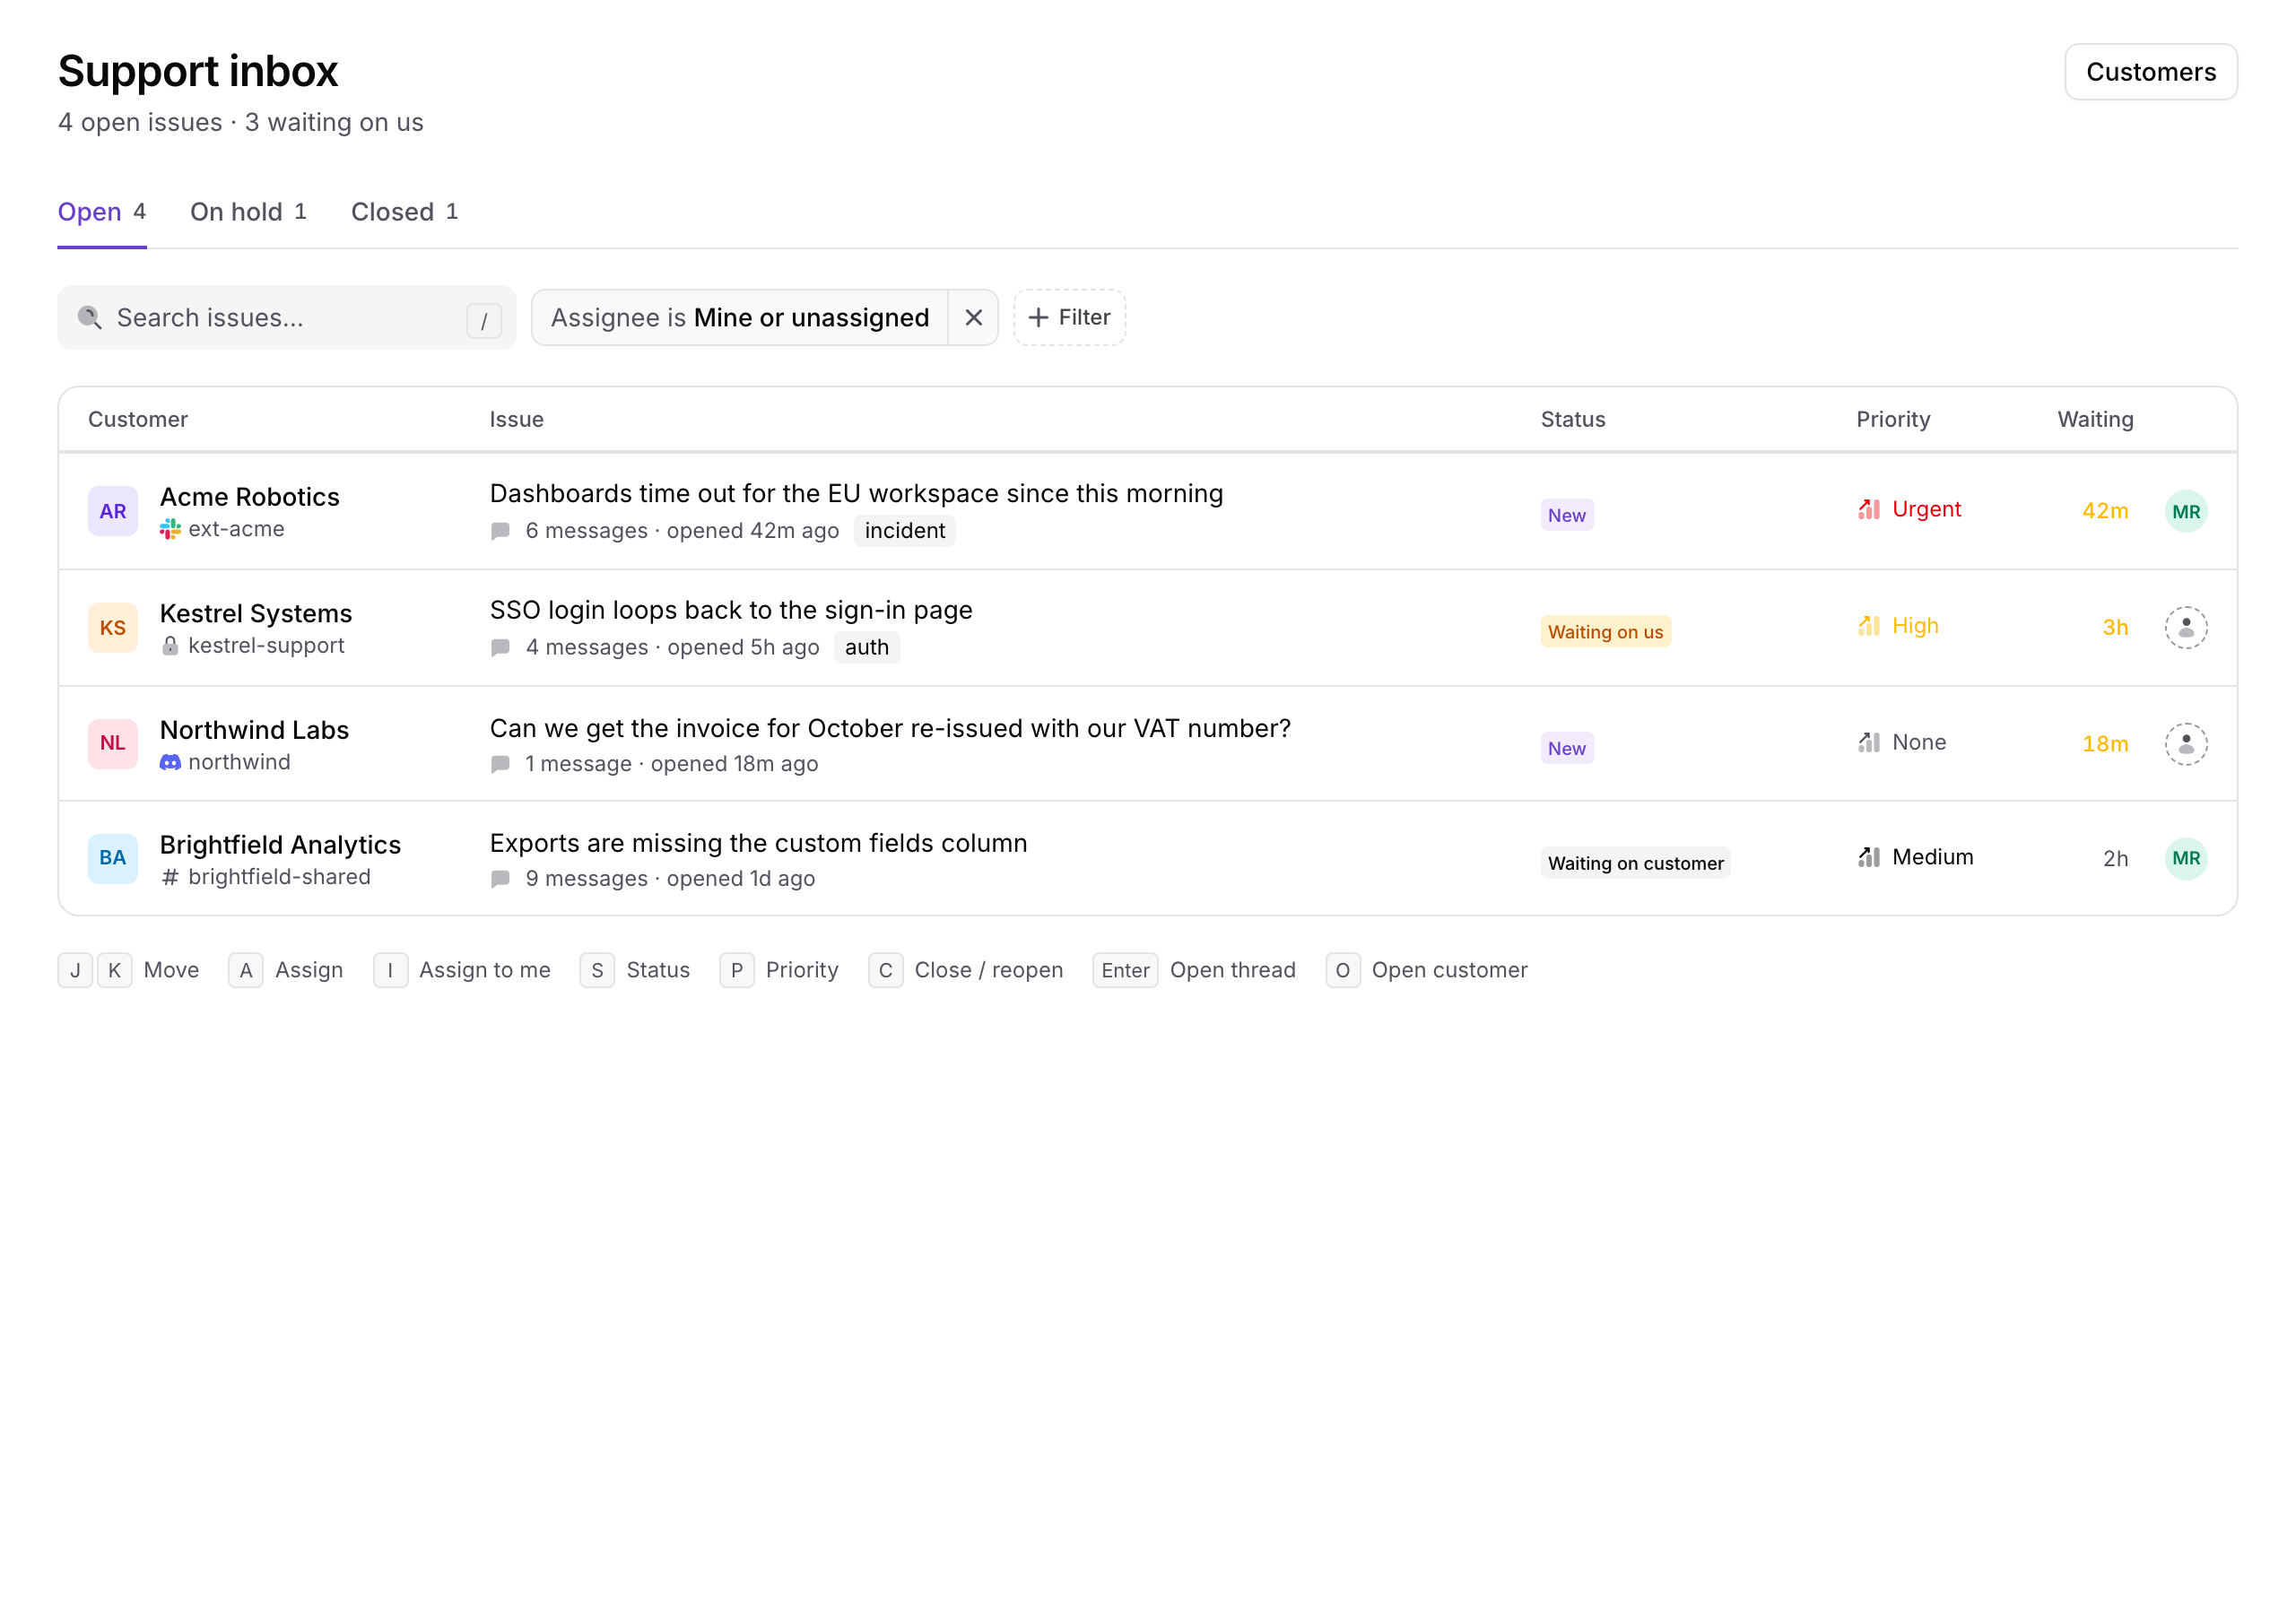 Support inbox
Customers
4 open issues · 3 waiting on us
Open 4 On hold 1 Closed 1
Search issues... /
Assignee is Mine or unassigned
Filter
Customer Issue Status Priority Waiting
AR Acme Robotics
ext-acme
Dashboards time out for the EU workspace since this morning
6 messages · opened 42m ago incident
New Urgent 42m MR
KS Kestrel Systems
kestrel-support
SSO login loops back to the sign-in page
4 messages · opened 5h ago auth
Waiting on us High 3h
NL Northwind Labs
northwind
Can we get the invoice for October re-issued with our VAT number?
1 message · opened 18m ago
New None 18m
BA Brightfield Analytics
# brightfield-shared
Exports are missing the custom fields column
9 messages · opened 1d ago
Waiting on customer Medium 2h MR
J K Move A Assign I Assign to me S Status P Priority C Close / reopen Enter Open thread O Open customer